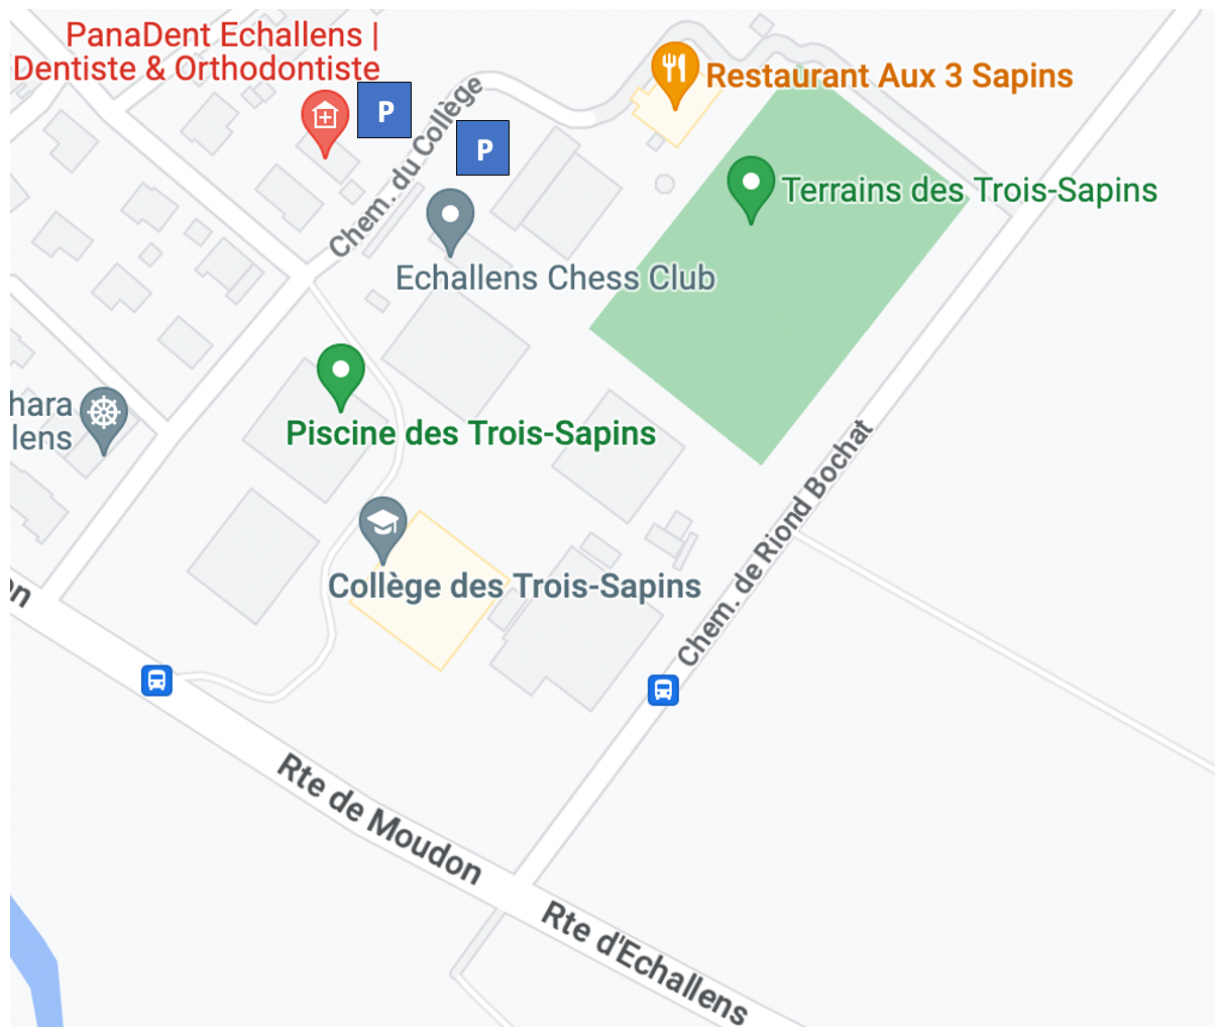 PanaDent Echallens |
Dentiste & Orthodontiste
P
P
Chem. du Collège
Restaurant Aux 3 Sapins
Terrains des Trois-Sapins
Echallens Chess Club
hara
lens
Piscine des Trois-Sapins
Chem. de Riond Bochat
Collège des Trois-Sapins
on
Rte de Moudon
Rte d'Echallens